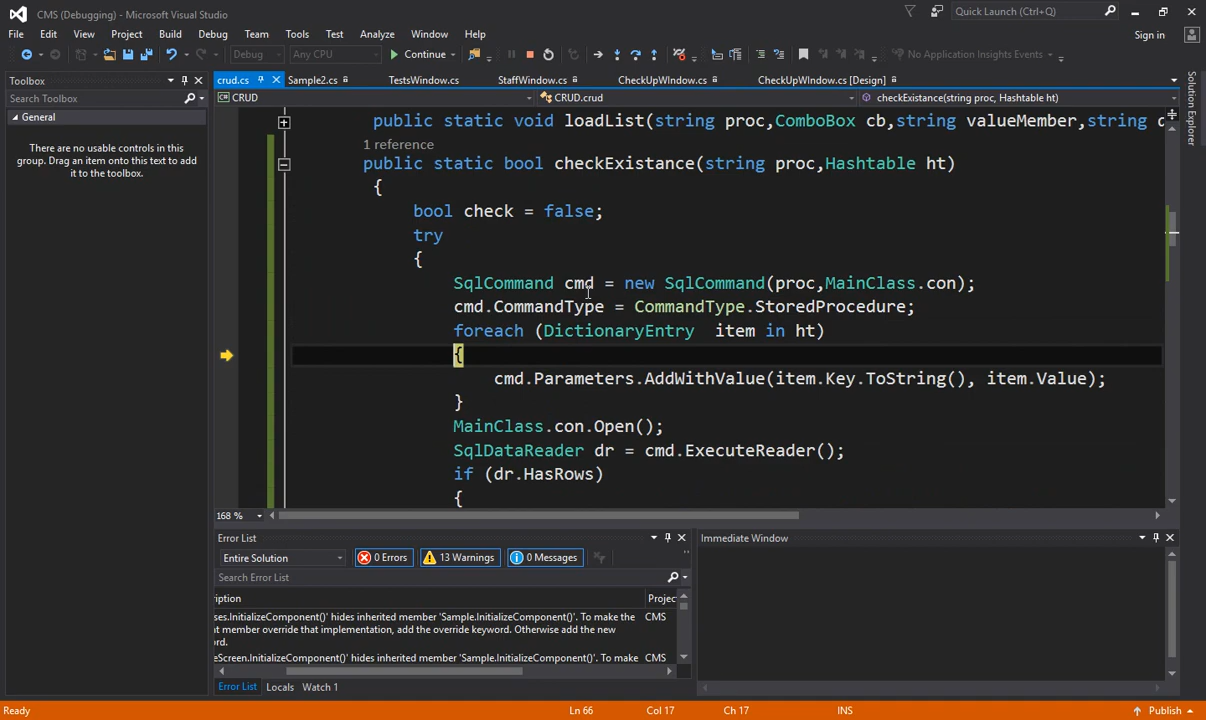 CMS (Debugging) - Microsoft Visual Studio
Quick Launch (Ctrl+Q)
File Edit View Project Build Debug Team Tools Test Analyze Window Help
Sign in
Debug Any CPU Continue No Application Insights Events
Toolbox
crud.cs Sample2.cs TestsWindow.cs StaffWindow.cs CheckUpWIndow.cs CheckUpWIndow.cs [Design]
Search Toolbox
CRUD CRUD.crud checkExistance(string proc, Hashtable ht)
General
There are no usable controls in this
group. Drag an item onto this text to add
it to the toolbox.
Solution Explorer
public static void loadList(string proc,ComboBox cb,string valueMember,string
1 reference
public static bool checkExistance(string proc,Hashtable ht)
{
bool check = false;
try
{
SqlCommand cmd = new SqlCommand(proc,MainClass.con);
cmd.CommandType = CommandType.StoredProcedure;
foreach (DictionaryEntry item in ht)
{
cmd.Parameters.AddWithValue(item.Key.ToString(), item.Value);
}
MainClass.con.Open();
SqlDataReader dr = cmd.ExecuteReader();
if (dr.HasRows)
{
168 %
Error List
Entire Solution 0 Errors 13 Warnings 0 Messages
Search Error List
ription Projec
ses.InitializeComponent()' hides inherited member 'Sample.InitializeComponent()'. To make the CMS
nt member override that implementation, add the override keyword. Otherwise add the new
rd.
eScreen.InitializeComponent()' hides inherited member 'Sample.InitializeComponent()'. To make CMS
Error List Locals Watch 1
Immediate Window
Ready Ln 66 Col 17 Ch 17 INS Publish